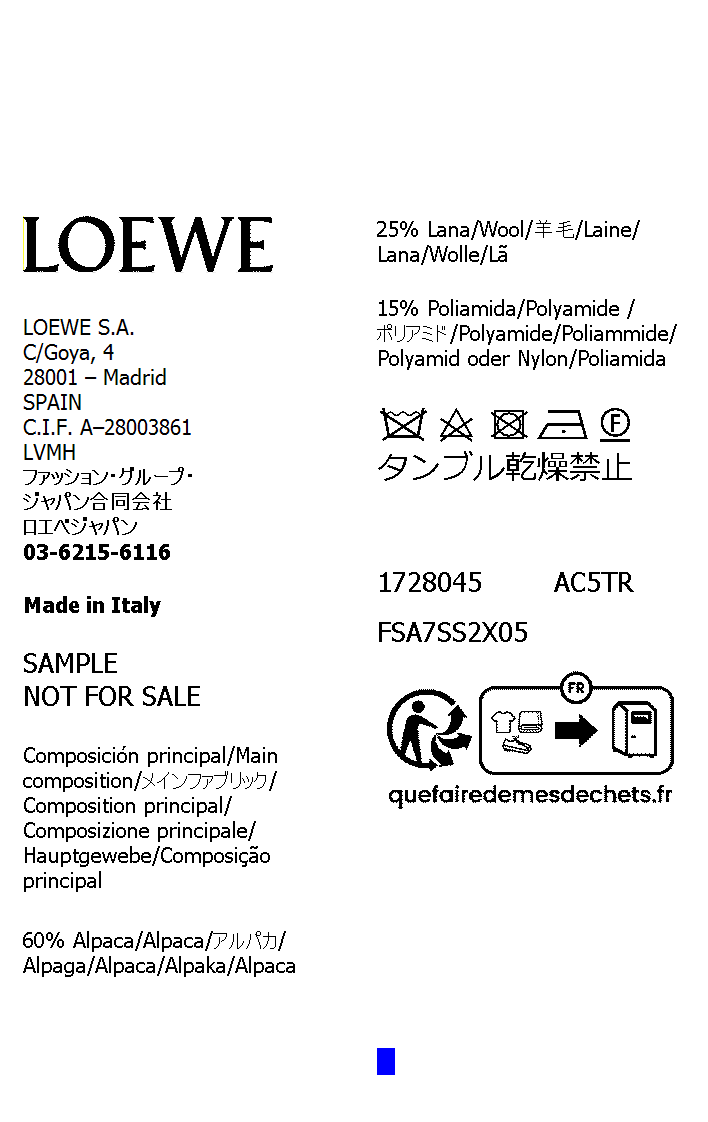 LOEWE
LOEWE S.A.
C/Goya, 4
28001 – Madrid
SPAIN
C.I.F. A–28003861
LVMH
ファッション・グループ・
ジャパン合同会社
ロエベジャパン
03-6215-6116
Made in Italy
SAMPLE
NOT FOR SALE
Composición principal/Main
composition/メインファブリック/
Composition principal/
Composizione principale/
Hauptgewebe/Composição
principal
60% Alpaca/Alpaca/アルパカ/
Alpaga/Alpaca/Alpaka/Alpaca
25% Lana/Wool/羊毛/Laine/
Lana/Wolle/Lã
15% Poliamida/Polyamide /
ポリアミド/Polyamide/Poliammide/
Polyamid oder Nylon/Poliamida
F
タンブル乾燥禁止
1728045 AC5TR
FSA7SS2X05
FR
quefairedemesdechets.fr